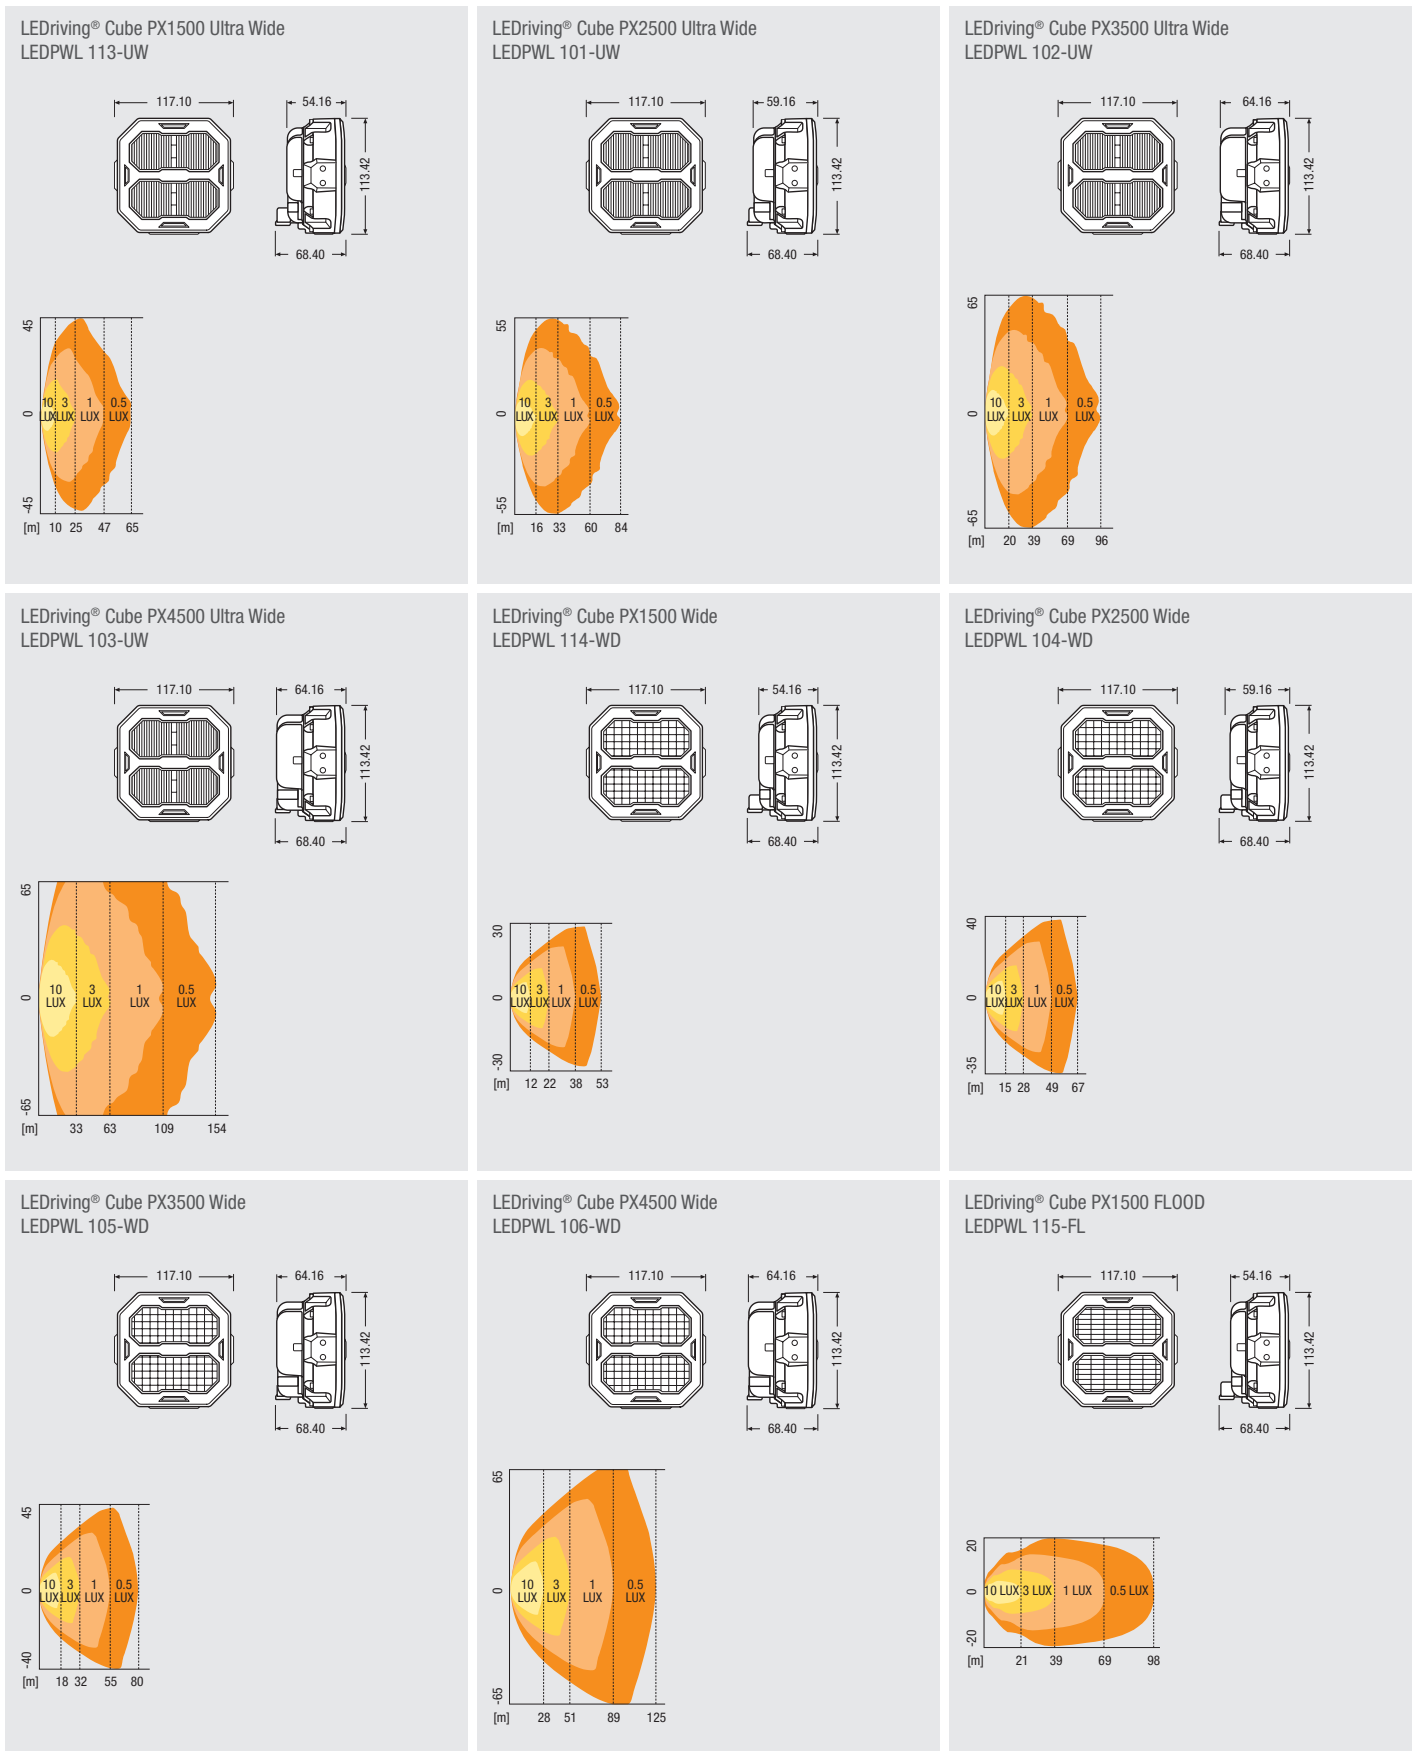 LEDriving® Cube PX1500 Ultra Wide
LEDPWL 113-UW
117.10
54.16
113.42
68.40
45
0
-45
10 LUX
3 LUX
1 LUX
0.5 LUX
[m] 10 25 47 65
LEDriving® Cube PX2500 Ultra Wide
LEDPWL 101-UW
117.10
59.16
113.42
68.40
55
0
-55
10 LUX
3 LUX
1 LUX
0.5 LUX
[m] 16 33 60 84
LEDriving® Cube PX3500 Ultra Wide
LEDPWL 102-UW
117.10
64.16
113.42
68.40
65
0
-65
10 LUX
3 LUX
1 LUX
0.5 LUX
[m] 20 39 69 96
LEDriving® Cube PX4500 Ultra Wide
LEDPWL 103-UW
117.10
64.16
113.42
68.40
65
0
-65
10 LUX
3 LUX
1 LUX
0.5 LUX
[m] 33 63 109 154
LEDriving® Cube PX1500 Wide
LEDPWL 114-WD
117.10
54.16
113.42
68.40
30
0
-30
10 LUX
3 LUX
1 LUX
0.5 LUX
[m] 12 22 38 53
LEDriving® Cube PX2500 Wide
LEDPWL 104-WD
117.10
59.16
113.42
68.40
40
0
-35
10 LUX
3 LUX
1 LUX
0.5 LUX
[m] 15 28 49 67
LEDriving® Cube PX3500 Wide
LEDPWL 105-WD
117.10
64.16
113.42
68.40
45
0
-40
10 LUX
3 LUX
1 LUX
0.5 LUX
[m] 18 32 55 80
LEDriving® Cube PX4500 Wide
LEDPWL 106-WD
117.10
64.16
113.42
68.40
65
0
-65
10 LUX
3 LUX
1 LUX
0.5 LUX
[m] 28 51 89 125
LEDriving® Cube PX1500 FLOOD
LEDPWL 115-FL
117.10
54.16
113.42
68.40
20
0
-20
10 LUX 3 LUX 1 LUX 0.5 LUX
[m] 21 39 69 98